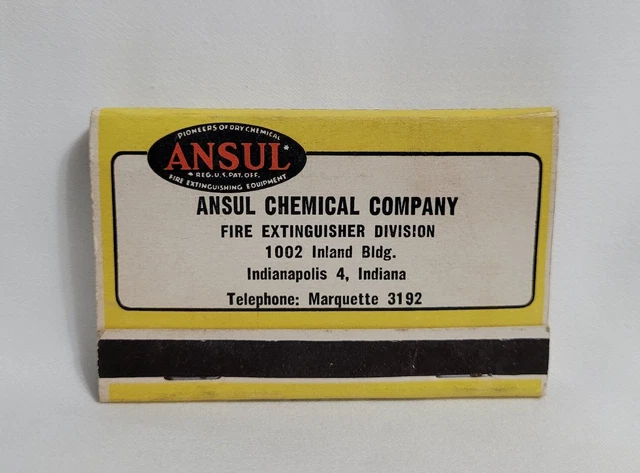 PIONEERS OF DRY CHEMICAL
ANSUL*
* REG. U.S. PAT. OFF.
FIRE EXTINGUISHING EQUIPMENT
ANSUL CHEMICAL COMPANY
FIRE EXTINGUISHER DIVISION
1002 Inland Bldg.
Indianapolis 4, Indiana
Telephone: Marquette 3192